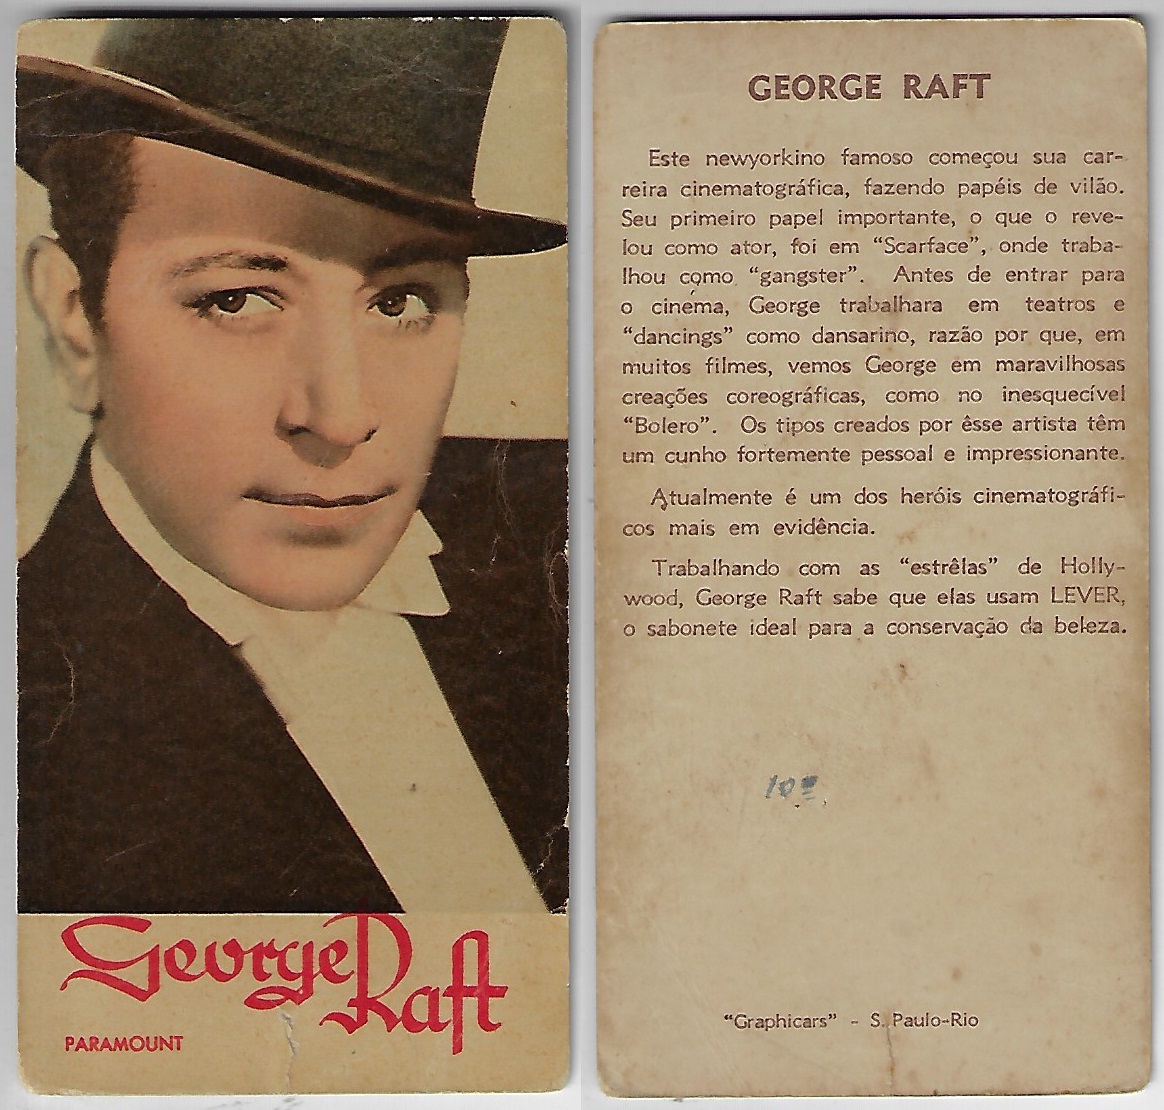 George
Raft
PARAMOUNT
GEORGE RAFT
Este newyorkino famoso começou sua car-
reira cinematográfica, fazendo papéis de vilão.
Seu primeiro papel importante, o que o reve-
lou como ator, foi em “Scarface”, onde traba-
lhou como “gangster”. Antes de entrar para
o cinema, George trabalhara em teatros e
“dancings” como dansarino, razão por que, em
muitos filmes, vemos George em maravilhosas
creações coreográficas, como no inesquecível
“Bolero”. Os tipos creados por êsse artista têm
um cunho fortemente pessoal e impressionante.
Atualmente é um dos heróis cinematográfi-
cos mais em evidência.
Trabalhando com as “estrêlas” de Holly-
wood, George Raft sabe que elas usam LEVER,
o sabonete ideal para a conservação da beleza.
10
“Graphicars” - S. Paulo-Rio